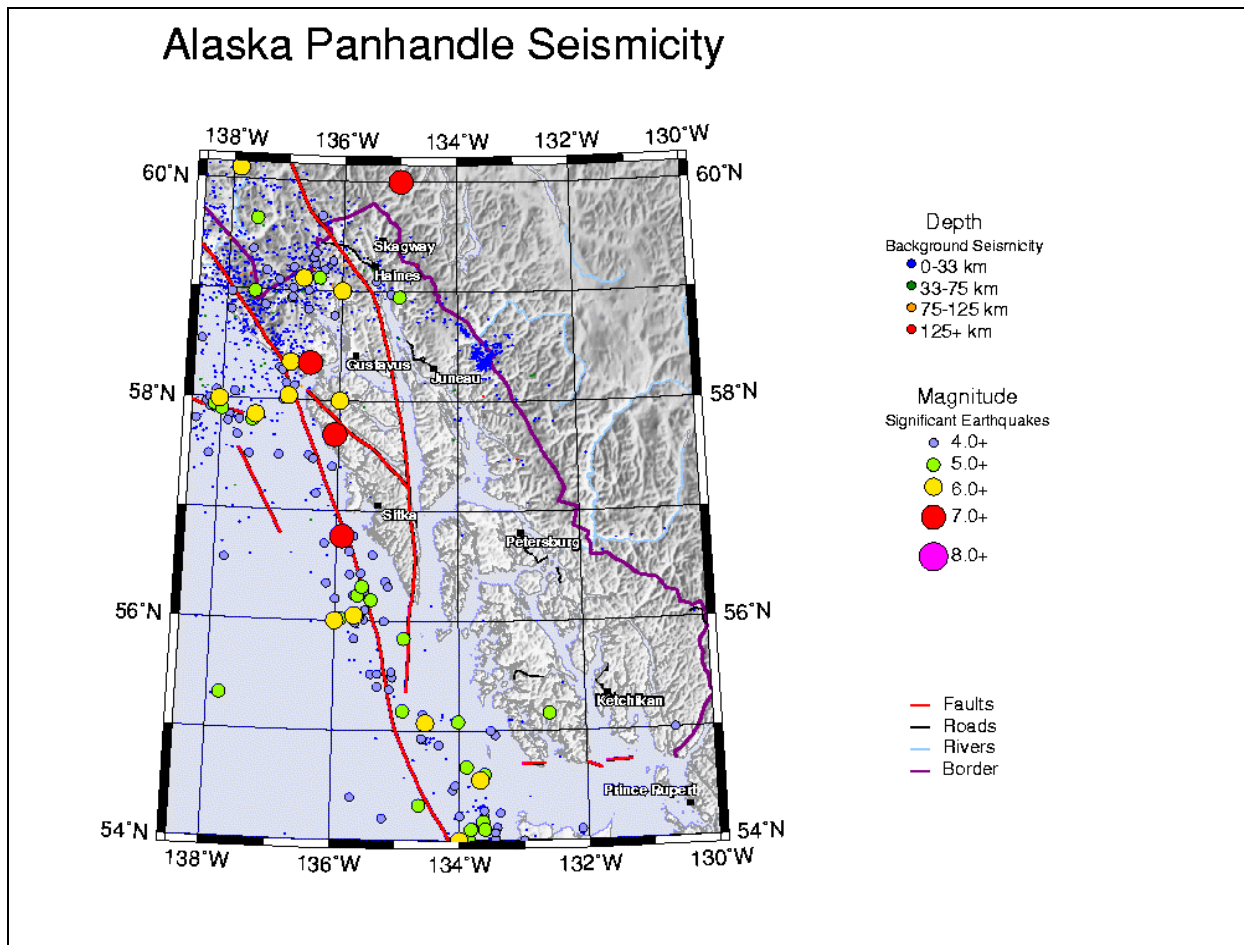 Alaska Panhandle Seismicity
138°W 136°W 134°W 132°W 130°W
60°N 60°N
Skagway
Haines
Gustavus
Juneau
58°N 58°N
Sitka
Petersburg
56°N 56°N
Ketchikan
Prince Rupert
54°N 54°N
138°W 136°W 134°W 132°W 130°W
Depth
Background Seismicity
0-33 km
33-75 km
75-125 km
125+ km
Magnitude
Significant Earthquakes
4.0+
5.0+
6.0+
7.0+
8.0+
Faults
Roads
Rivers
Border